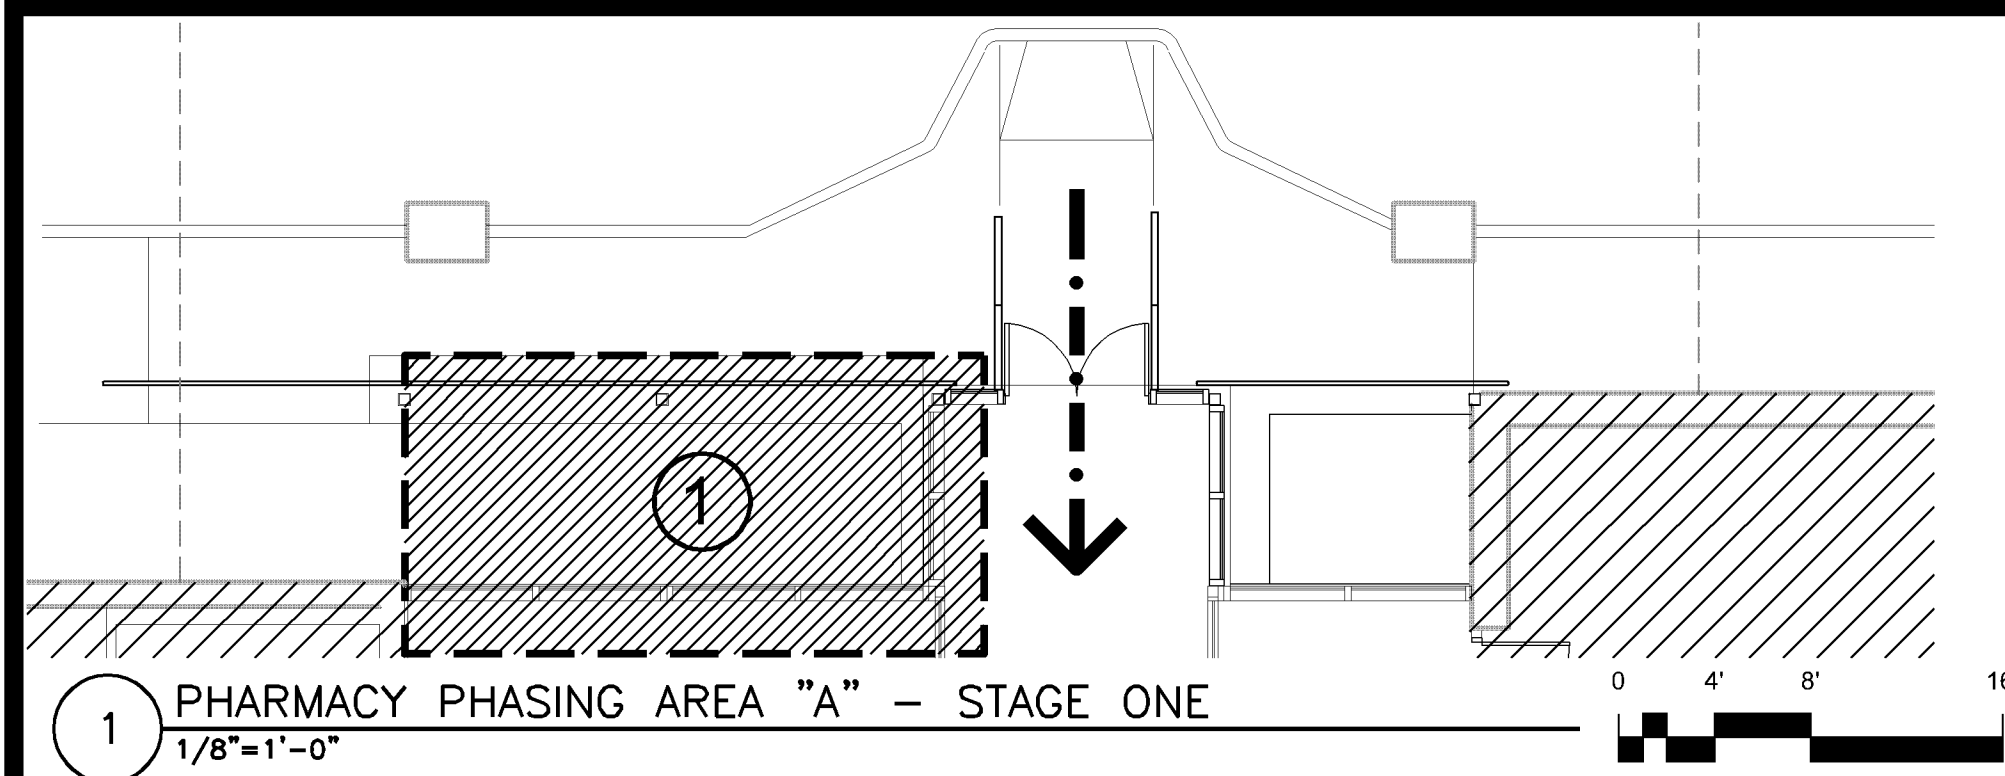 1
1 PHARMACY PHASING AREA "A" – STAGE ONE
1/8"=1'-0"
0 4' 8' 16